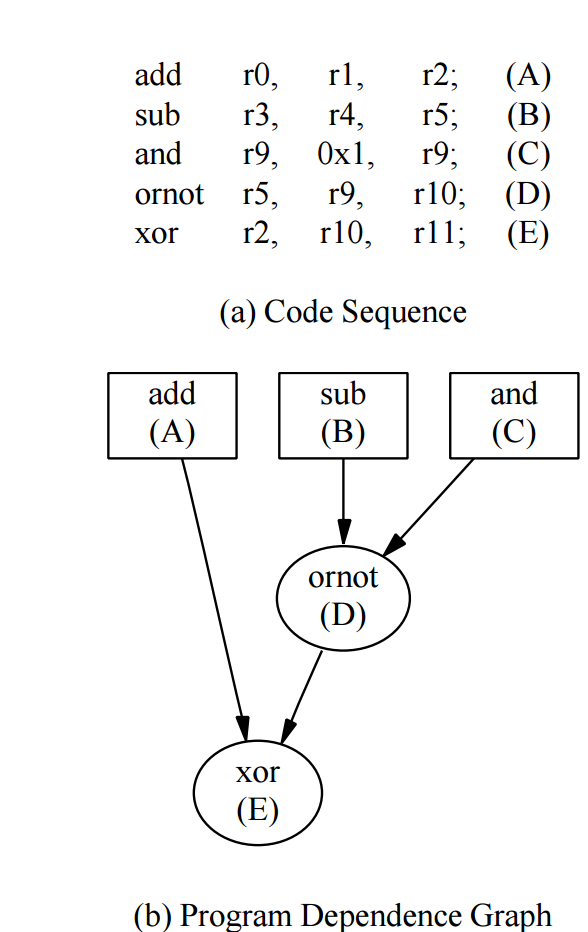 add r0, r1, r2; (A)
sub r3, r4, r5; (B)
and r9, 0x1, r9; (C)
ornot r5, r9, r10; (D)
xor r2, r10, r11; (E)
(a) Code Sequence
add
(A)
sub
(B)
and
(C)
ornot
(D)
xor
(E)
(b) Program Dependence Graph